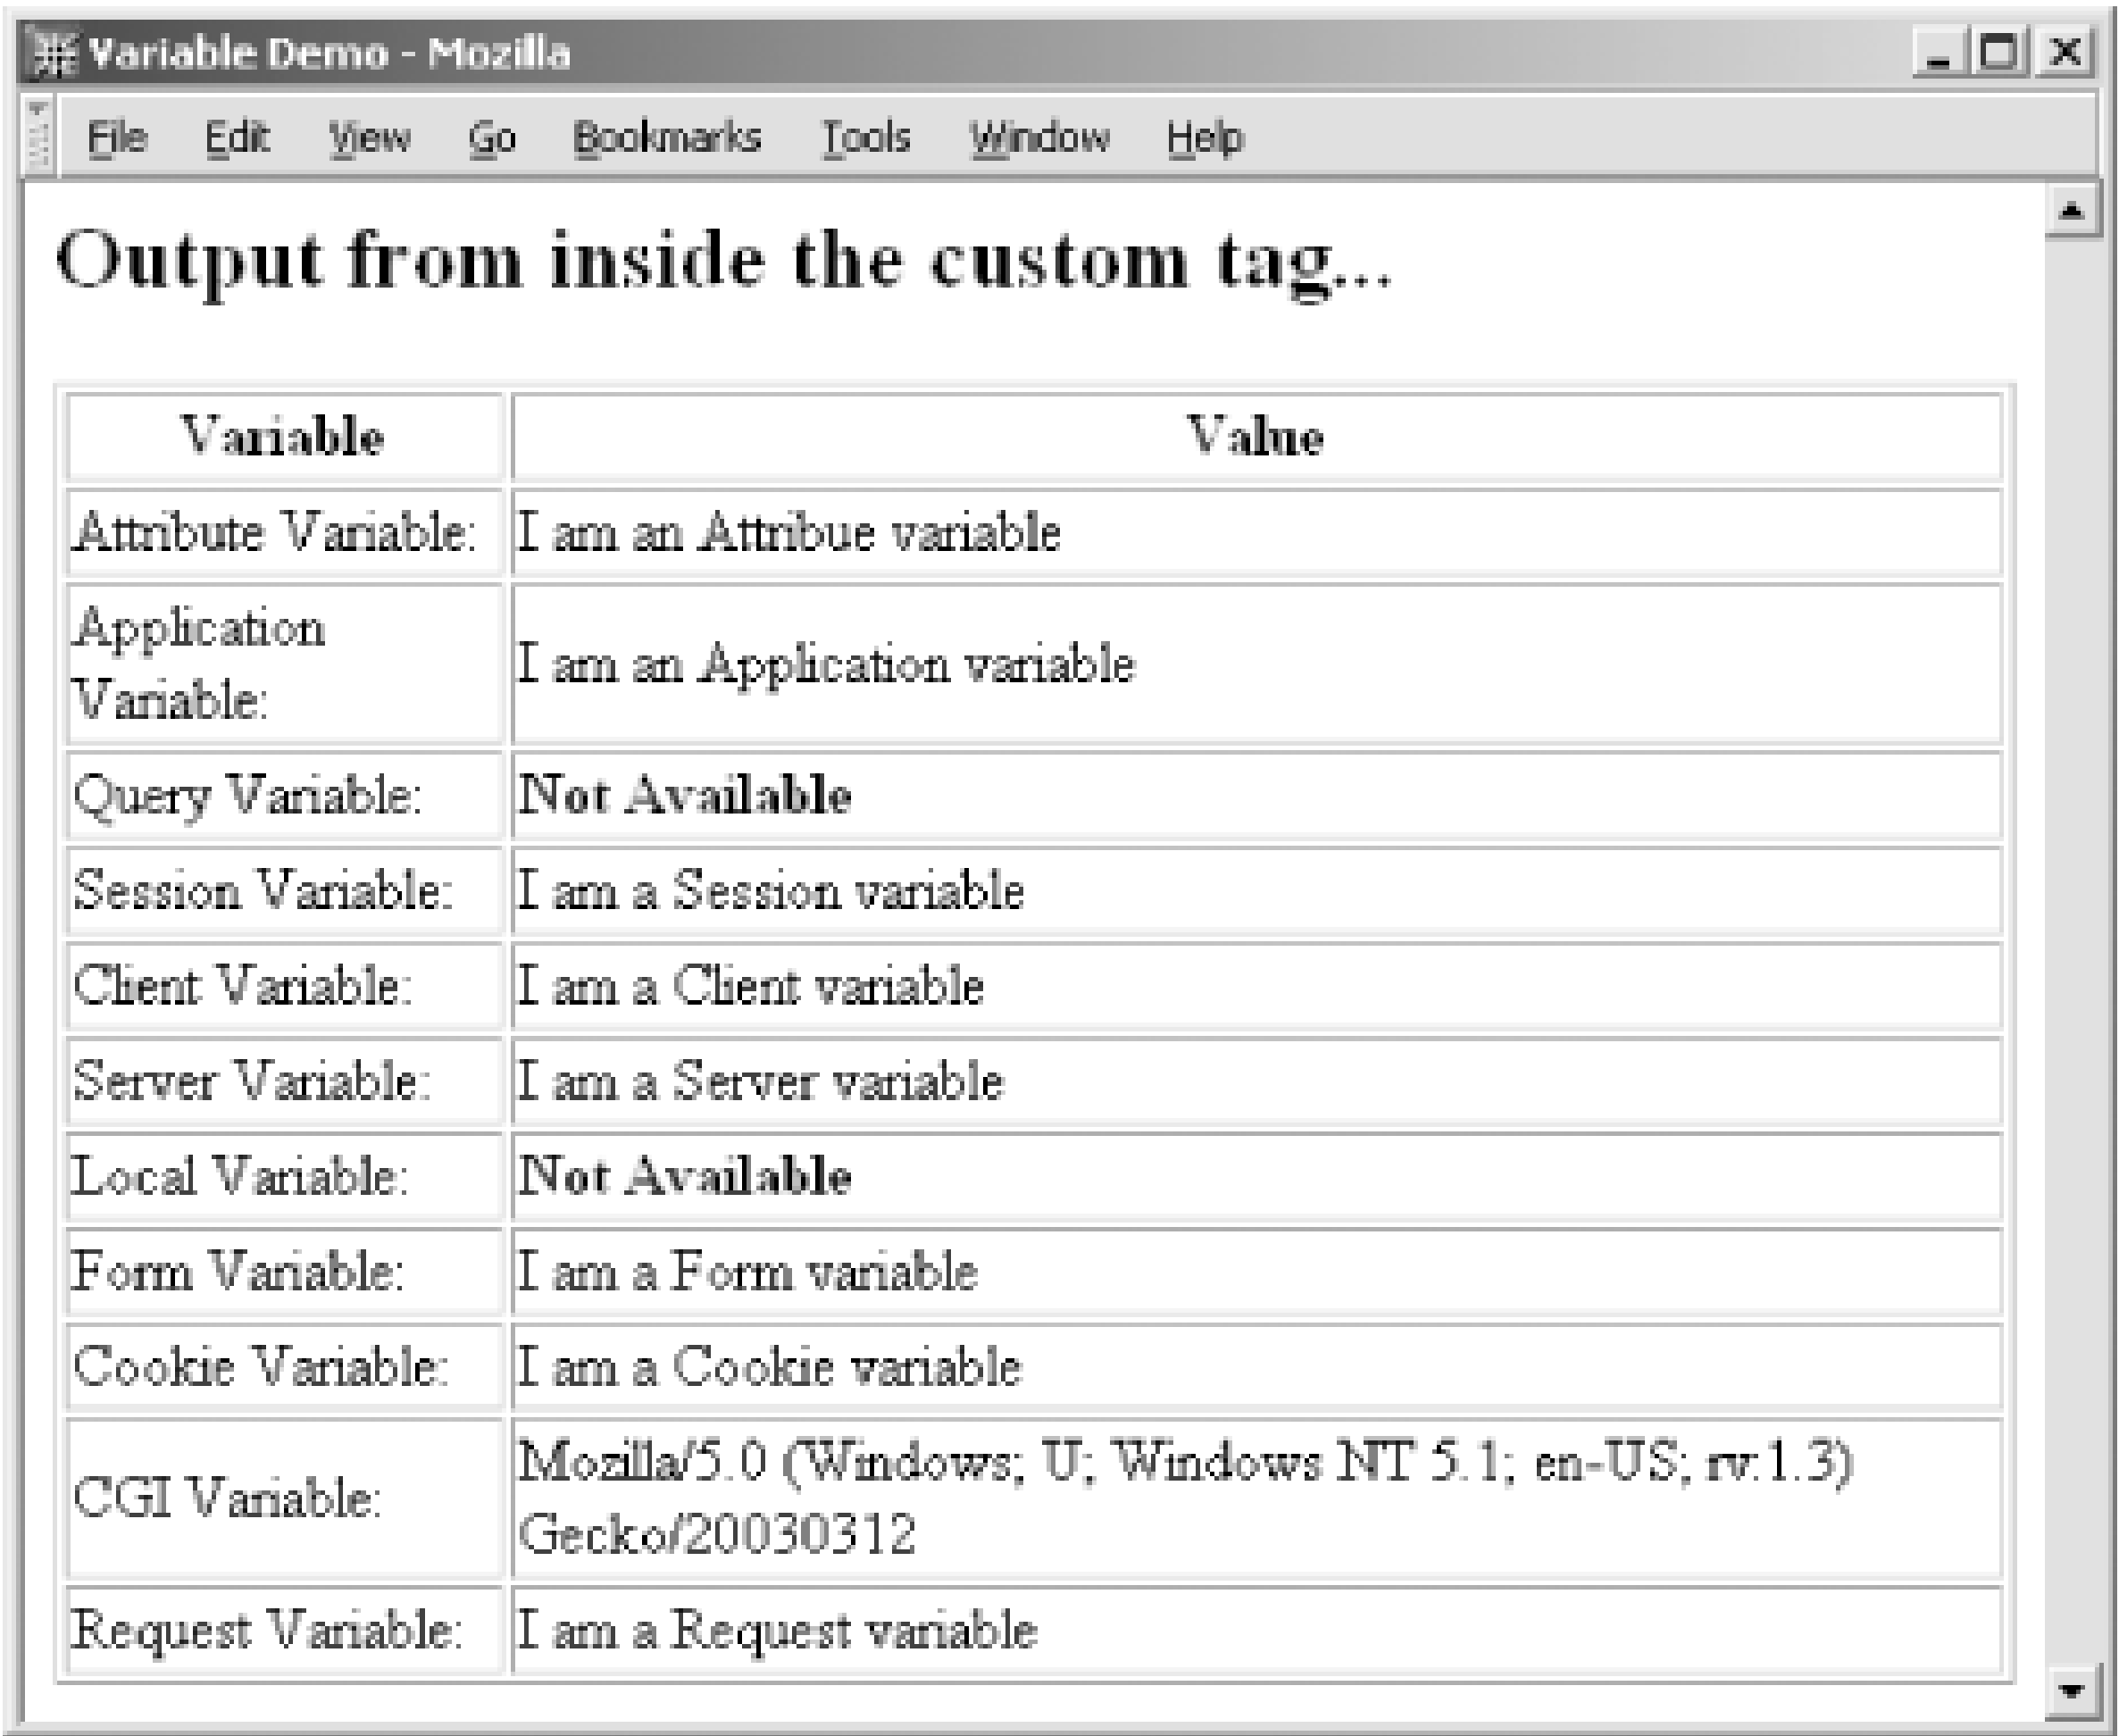 Variable Demo - Mozilla
File Edit View Go Bookmarks Tools Window Help
Output from inside the custom tag...
Variable Value
Attribute Variable: I am an Attribue variable
Application
Variable:
I am an Application variable
Query Variable: Not Available
Session Variable: I am a Session variable
Client Variable: I am a Client variable
Server Variable: I am a Server variable
Local Variable: Not Available
Form Variable: I am a Form variable
Cookie Variable: I am a Cookie variable
CGI Variable:
Mozilla/5.0 (Windows; U; Windows NT 5.1; en-US; rv:1.3)
Gecko/20030312
Request Variable: I am a Request variable